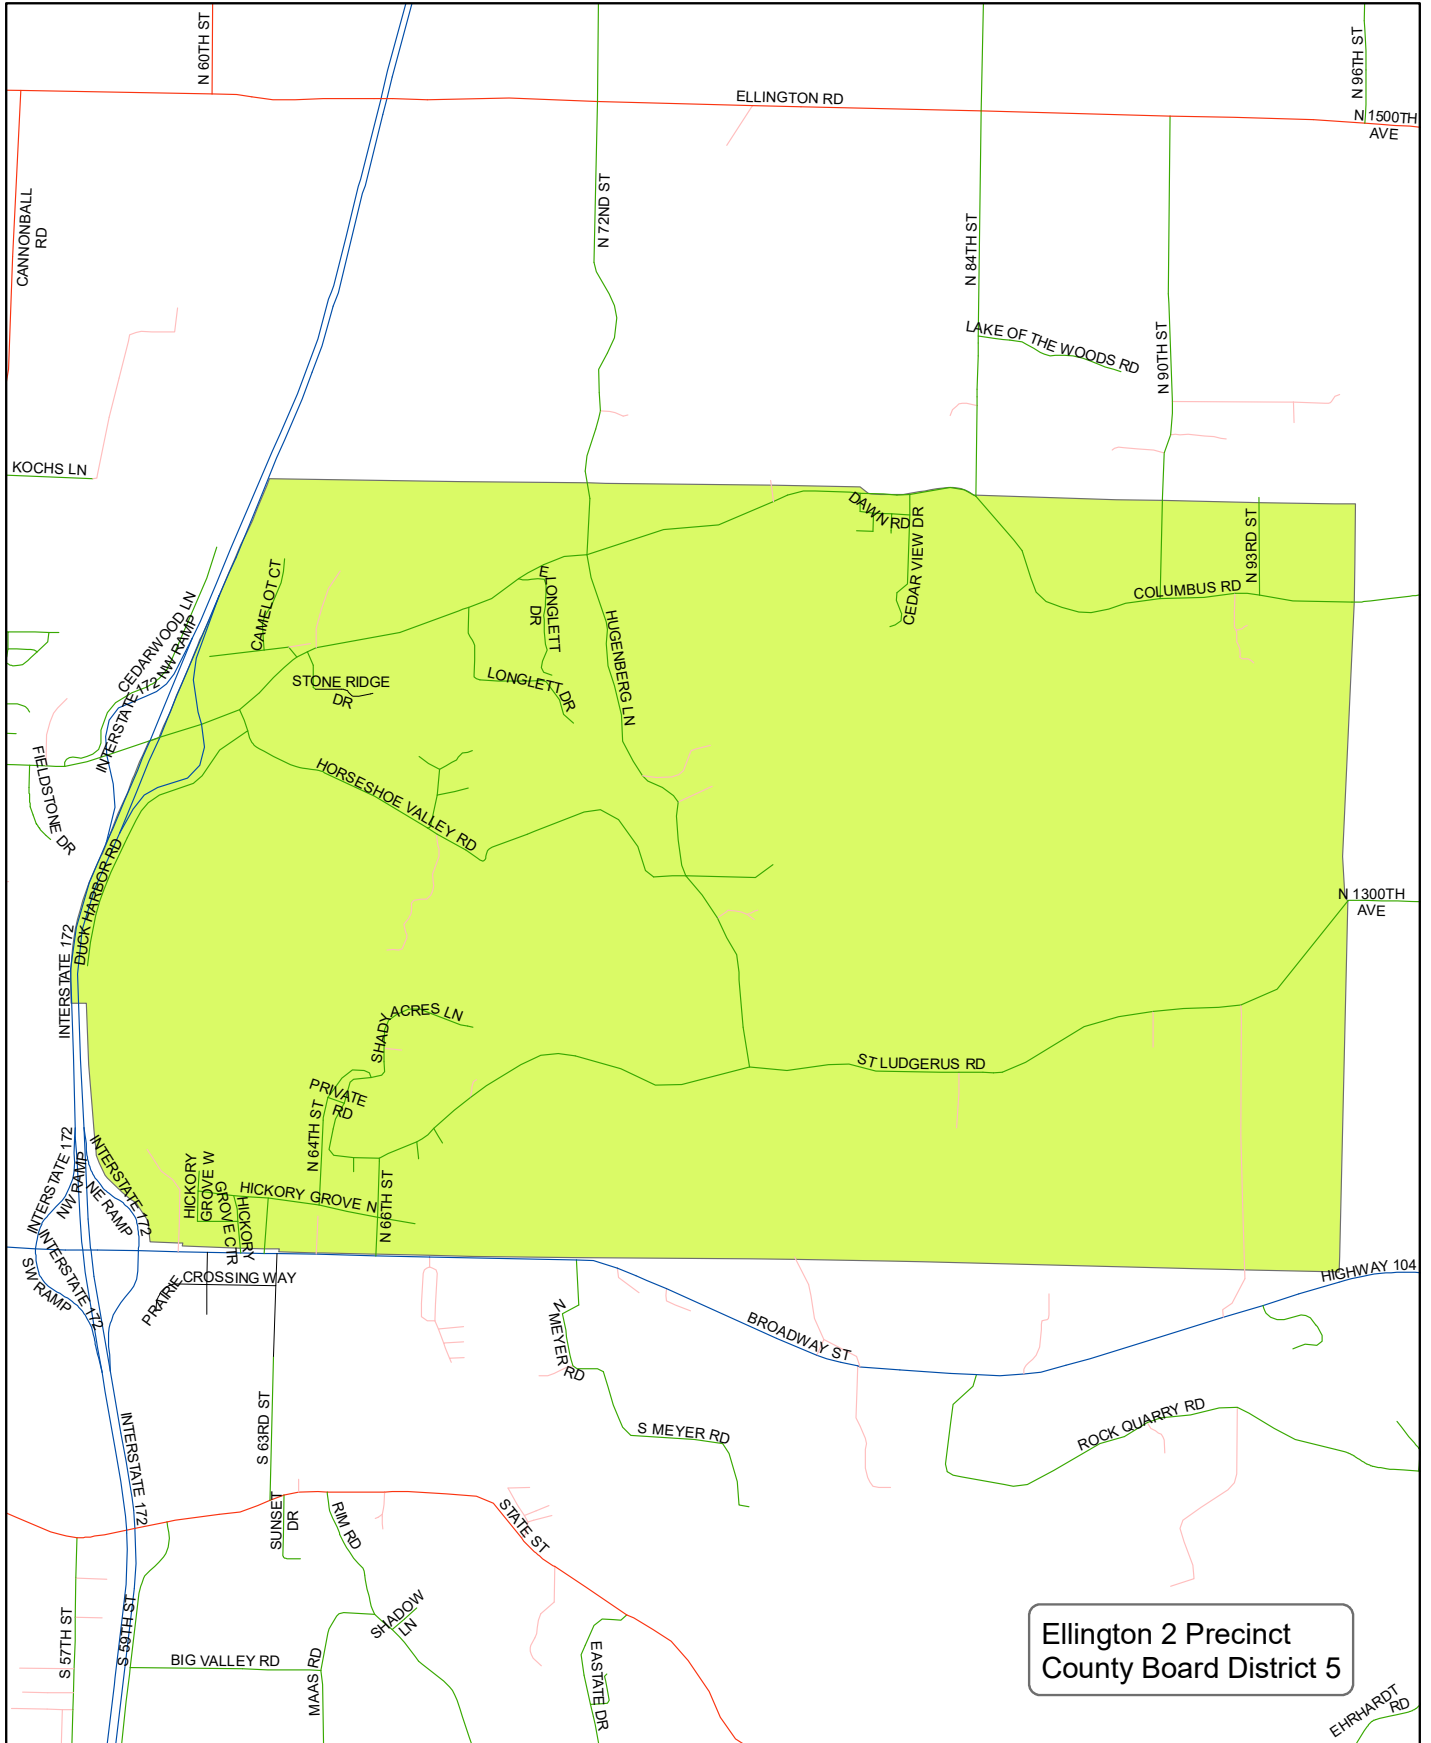 N 60TH ST
N 96TH ST
ELLINGTON RD
N 1500TH
AVE
CANNONBALL
RD
N 72ND ST
N 84TH ST
LAKE OF THE WOODS RD
N 90TH ST
KOCHS LN
DAWN RD
CEDAR VIEW DR
N 93RD ST
COLUMBUS RD
CAMELOT CT
E LONGLETT
DR
CEDARWOOD LN
INTERSTATE 172 NW RAMP
HUGENBERG LN
STONE RIDGE
DR
LONGLETT DR
FIELDSTONE DR
HORSESHOE VALLEY RD
DUCK HARBOR RD
N 1300TH
AVE
INTERSTATE 172
SHADY ACRES LN
ST LUDGERUS RD
PRIVATE
RD
N 64TH ST
INTERSTATE 172
NW RAMP
INTERSTATE 172
NE RAMP
HICKORY
GROVE W
HICKORY GROVE N
HICKORY
GROVE CTR
N 66TH ST
INTERSTATE 172
SW RAMP
PRAIRIE CROSSING WAY
HIGHWAY 104
N MEYER RD
BROADWAY ST
S 63RD ST
S MEYER RD
ROCK QUARRY RD
INTERSTATE 172
SUNSET
DR
RIM RD
STATE ST
S 57TH ST
S 59TH ST
SHADOW
LN
BIG VALLEY RD
MAAS RD
EASTATE DR
Ellington 2 Precinct
County Board District 5
EHRHARDT
RD